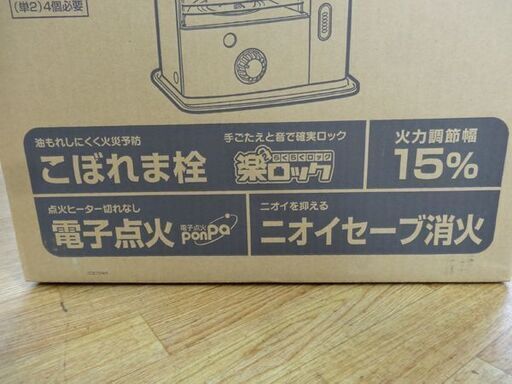 (単2)4個必要
油もれしにくく火災予防
こぼれま栓
手ごたえと音で確実ロック
らくらくロック
楽ロック
火力調節幅
15%
点火ヒーター切れなし
電子点火
電子点火
ponpa
ニオイを抑える
ニオイセーブ消火